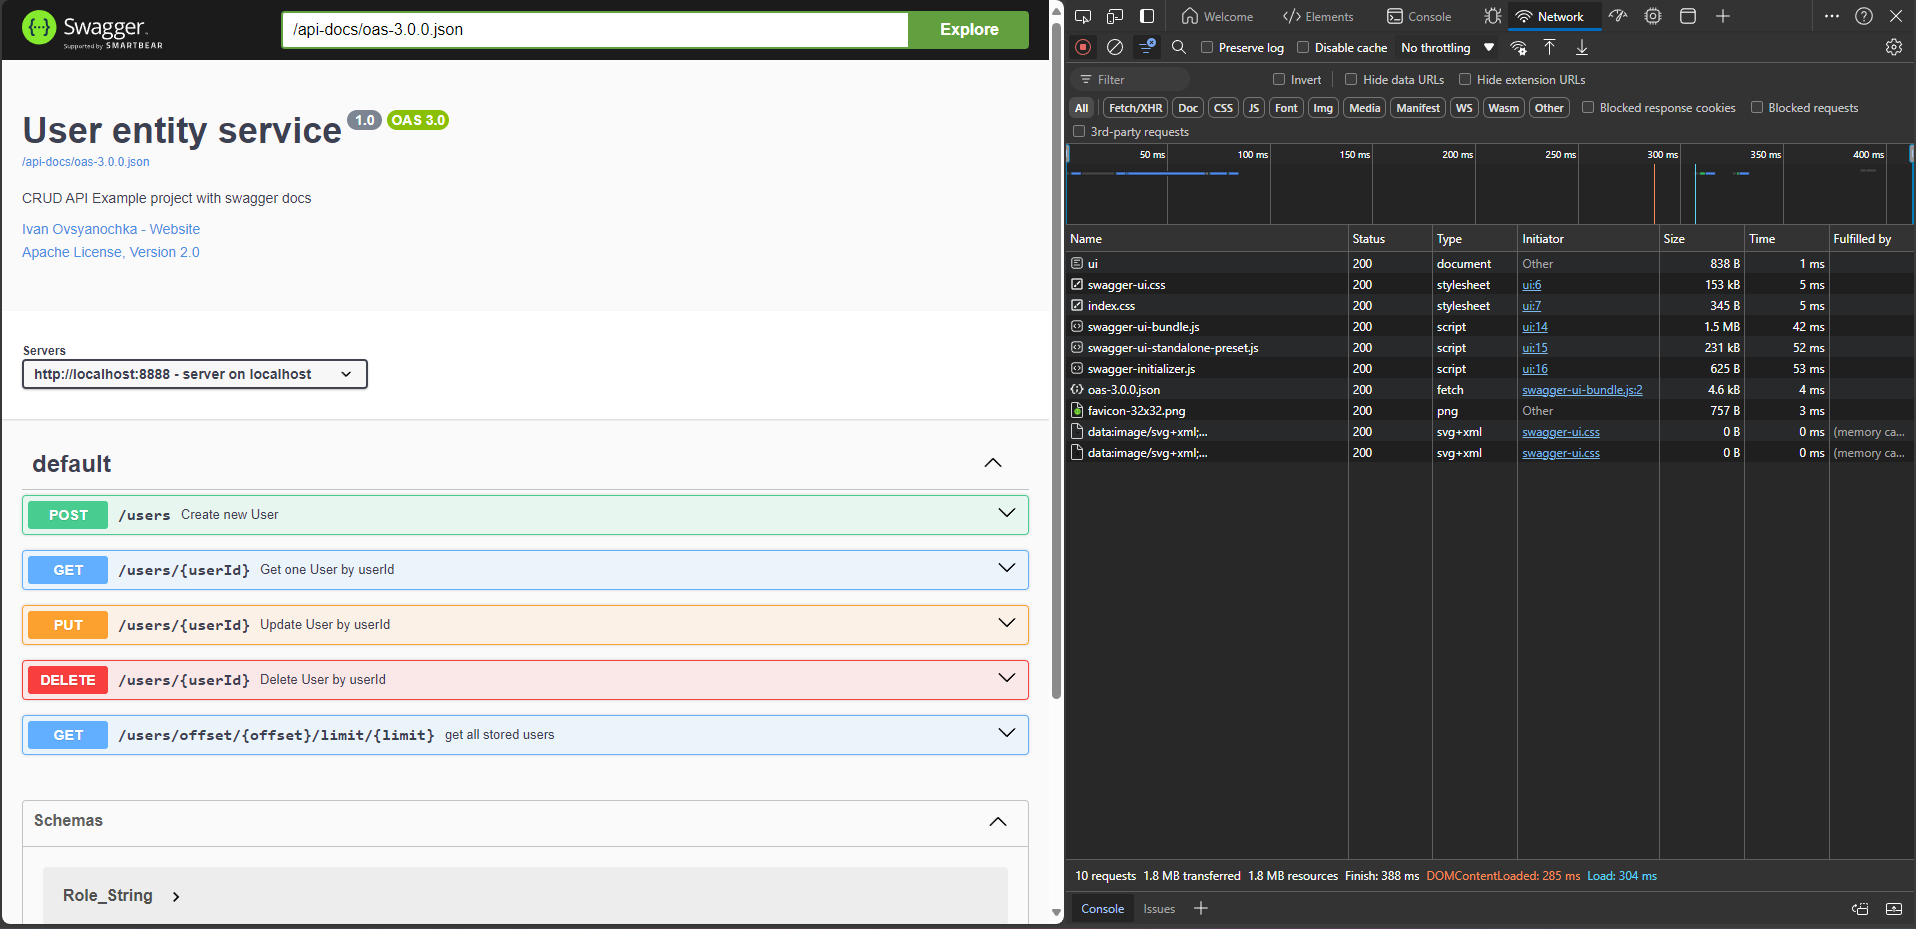 Swagger.
Supported by SMARTBEAR
/api-docs/oas-3.0.0.json
Explore
User entity service 1.0 OAS 3.0
/api-docs/oas-3.0.0.json
CRUD API Example project with swagger docs
Ivan Ovsyanochka - Website
Apache License, Version 2.0
Servers
http://localhost:8888 - server on localhost
default
POST /users Create new User
GET /users/{userId} Get one User by userId
PUT /users/{userId} Update User by userId
DELETE /users/{userId} Delete User by userId
GET /users/offset/{offset}/limit/{limit} get all stored users
Schemas
Role_String
Welcome Elements Console Network
Preserve log Disable cache No throttling
Filter Invert Hide data URLs Hide extension URLs
All Fetch/XHR Doc CSS JS Font Img Media Manifest WS Wasm Other Blocked response cookies Blocked requests
3rd-party requests
50 ms 100 ms 150 ms 200 ms 250 ms 300 ms 350 ms 400 ms
Name Status Type Initiator Size Time Fulfilled by
ui 200 document Other 838 B 1 ms
swagger-ui.css 200 stylesheet ui:6 153 kB 5 ms
index.css 200 stylesheet ui:7 345 B 5 ms
swagger-ui-bundle.js 200 script ui:14 1.5 MB 42 ms
swagger-ui-standalone-preset.js 200 script ui:15 231 kB 52 ms
swagger-initializer.js 200 script ui:16 625 B 53 ms
oas-3.0.0.json 200 fetch swagger-ui-bundle.js:2 4.6 kB 4 ms
favicon-32x32.png 200 png Other 757 B 3 ms
data:image/svg+xml;... 200 svg+xml swagger-ui.css 0 B 0 ms (memory ca...
data:image/svg+xml;... 200 svg+xml swagger-ui.css 0 B 0 ms (memory ca...
10 requests 1.8 MB transferred 1.8 MB resources Finish: 388 ms DOMContentLoaded: 285 ms Load: 304 ms
Console Issues